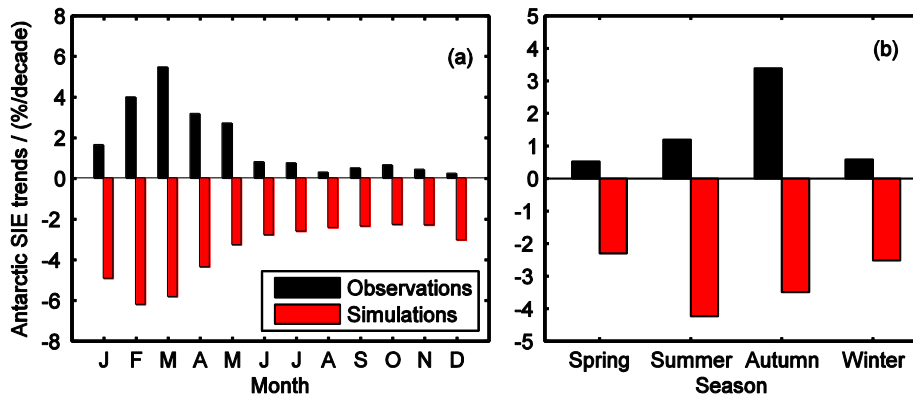 Antarctic SIE trends / (%/decade)
8
6
4
2
0
-2
-4
-6
-8
(a)
Observations
Simulations
J F M A M J J A S O N D
Month
5
4
3
2
1
0
-1
-2
-3
-4
-5
(b)
Spring Summer Autumn Winter
Season